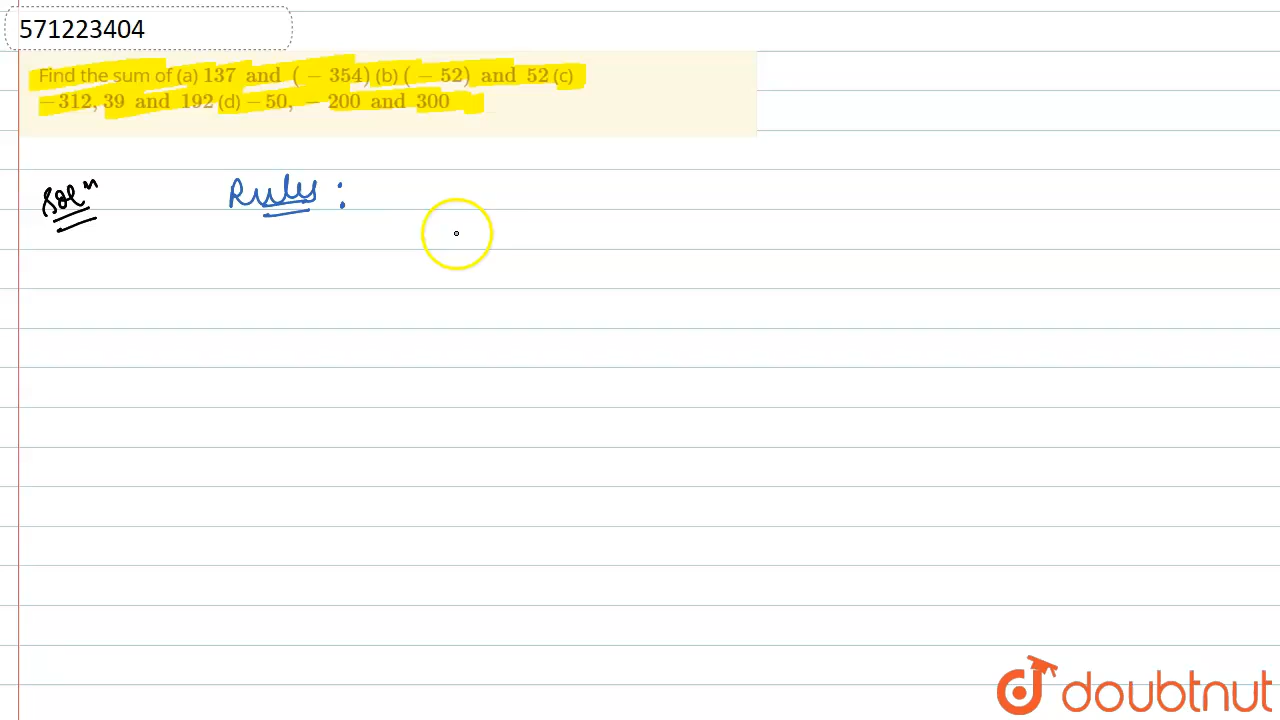 571223404
Find the sum of (a) 137 and (−354) (b) (−52) and 52 (c)
−312, 39 and 192 (d) −50, −200 and 300
Solⁿ
Rules :
doubtnut